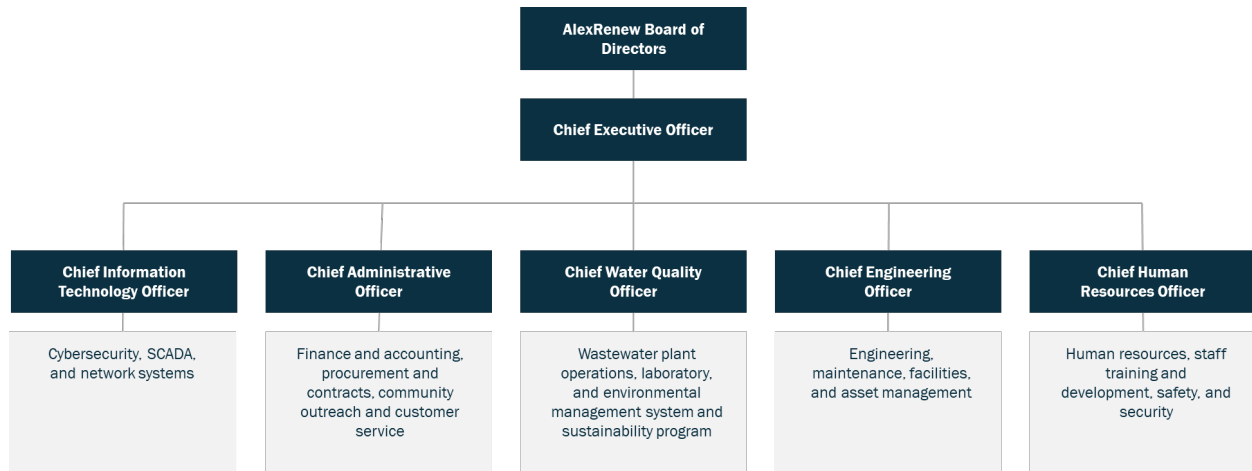 AlexRenew Board of
Directors
Chief Executive Officer
Chief Information
Technology Officer
Cybersecurity, SCADA,
and network systems
Chief Administrative
Officer
Finance and accounting,
procurement and
contracts, community
outreach and customer
service
Chief Water Quality
Officer
Wastewater plant
operations, laboratory,
and environmental
management system and
sustainability program
Chief Engineering
Officer
Engineering,
maintenance, facilities,
and asset management
Chief Human
Resources Officer
Human resources, staff
training and
development, safety, and
security